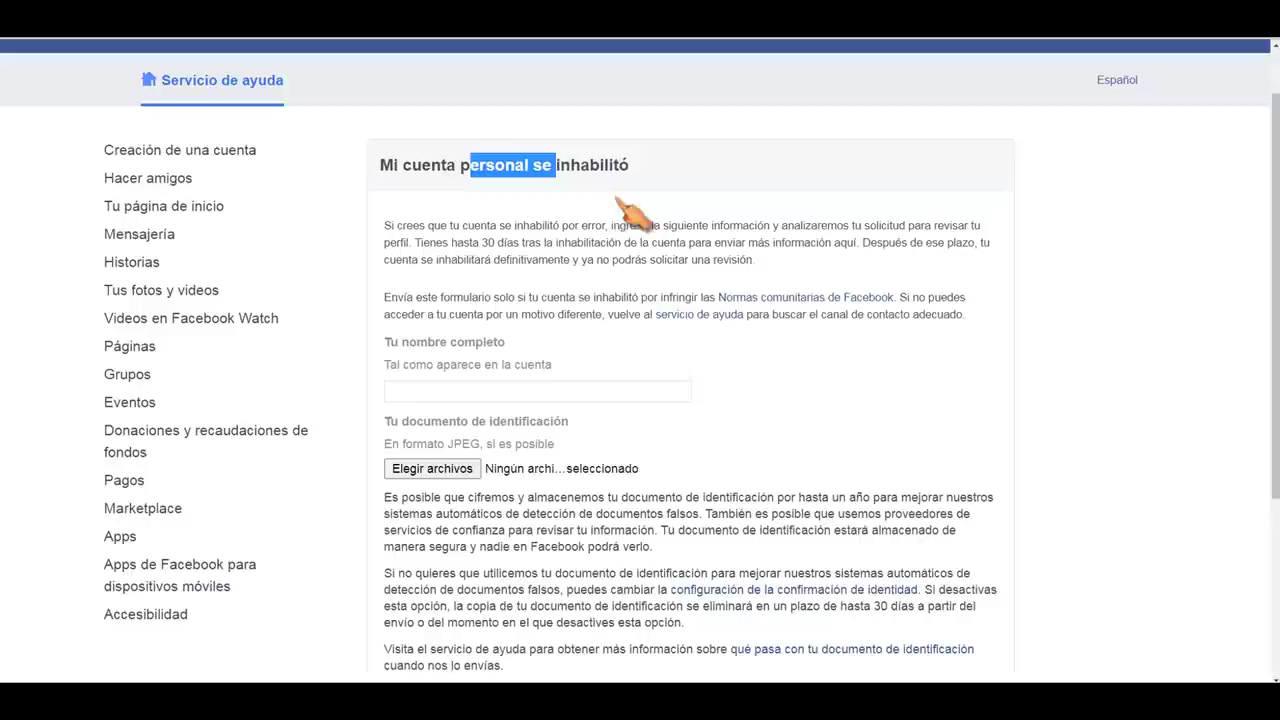 Servicio de ayuda
Español
Creación de una cuenta
Hacer amigos
Tu página de inicio
Mensajería
Historias
Tus fotos y videos
Videos en Facebook Watch
Páginas
Grupos
Eventos
Donaciones y recaudaciones de
fondos
Pagos
Marketplace
Apps
Apps de Facebook para
dispositivos móviles
Accesibilidad
Mi cuenta personal se inhabilitó
Si crees que tu cuenta se inhabilitó por error, la siguiente información y analizaremos tu solicitud para revisar tu
perfil. Tienes hasta 30 días tras la inhabilitación de la cuenta para enviar más información aquí. Después de ese plazo, tu
cuenta se inhabilitará definitivamente y ya no podrás solicitar una revisión.
Envía este formulario solo si tu cuenta se inhabilitó por infringir las Normas comunitarias de Facebook. Si no puedes
acceder a tu cuenta por un motivo diferente, vuelve al servicio de ayuda para buscar el canal de contacto adecuado.
Tu nombre completo
Tal como aparece en la cuenta
Tu documento de identificación
En formato JPEG, si es posible
Elegir archivos Ningún archi...seleccionado
Es posible que cifremos y almacenemos tu documento de identificación por hasta un año para mejorar nuestros
sistemas automáticos de detección de documentos falsos. También es posible que usemos proveedores de
servicios de confianza para revisar tu información. Tu documento de identificación estará almacenado de
manera segura y nadie en Facebook podrá verlo.
Si no quieres que utilicemos tu documento de identificación para mejorar nuestros sistemas automáticos de
detección de documentos falsos, puedes cambiar la configuración de la confirmación de identidad. Si desactivas
esta opción, la copia de tu documento de identificación se eliminará en un plazo de hasta 30 días a partir del
envío o del momento en el que desactives esta opción.
Visita el servicio de ayuda para obtener más información sobre qué pasa con tu documento de identificación
cuando nos lo envías.